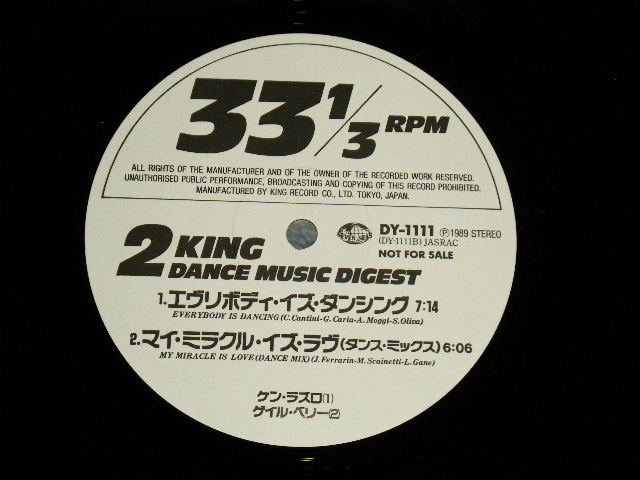 33 1/3 RPM
ALL RIGHTS OF THE MANUFACTURER AND OF THE OWNER OF THE RECORDED WORK RESERVED.
UNAUTHORISED PUBLIC PERFORMANCE, BROADCASTING AND COPYING OF THIS RECORD PROHIBITED.
MANUFACTURED BY KING RECORD CO., LTD. TOKYO, JAPAN.
DY-1111 Ⓟ1989 STEREO
(DY-1111B) JASRAC
NOT FOR SALE
2 KING
DANCE MUSIC DIGEST
1.エヴリボディ・イズ・ダンシング 7:14
EVERYBODY IS DANCING (C.Cantini-G.Caria-A.Moggi-S.Oliva)
2.マイ・ミラクル・イズ・ラヴ(ダンス・ミックス) 6:06
MY MIRACLE IS LOVE (DANCE MIX) (J.Ferrarin-M.Scainetti-L.Gane)
ケン・ラズロ(1)
ゲイル・ベリー(2)